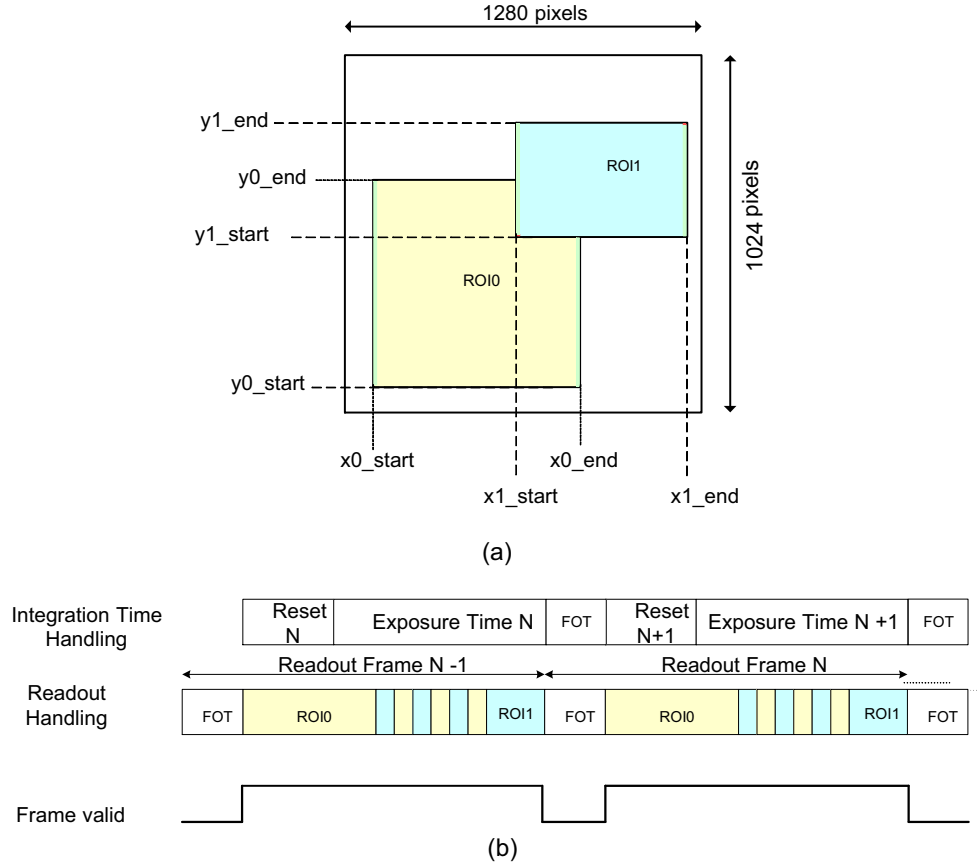 1280 pixels
1024 pixels
y1_end
ROI1
y0_end
y1_start
ROI0
y0_start
x0_start
x0_end
x1_start
x1_end
(a)
Integration Time
Handling
Reset
N
Exposure Time N
FOT
Reset
N+1
Exposure Time N +1
FOT
Readout Frame N -1
Readout Frame N
Readout
Handling
FOT
ROI0
ROI1
FOT
ROI0
ROI1
FOT
Frame valid
(b)